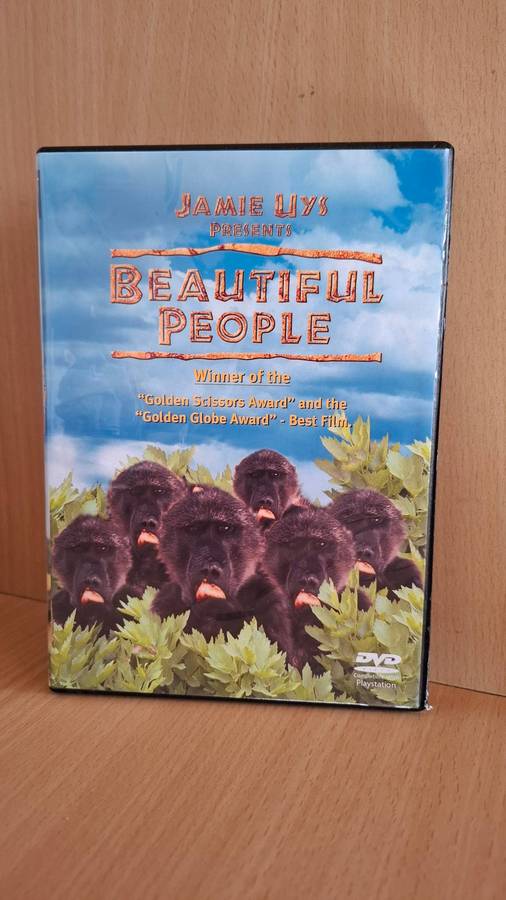 JAMIE UYS
PRESENTS
BEAUTIFUL
PEOPLE
Winner of the
"Golden Scissors Award" and the
"Golden Globe Award" - Best Film
DVD
Playstation